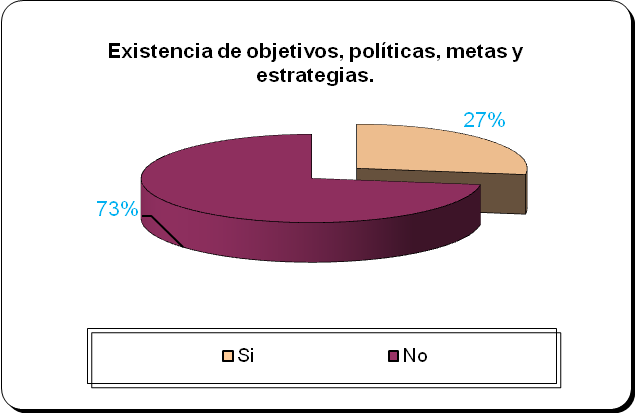 Existencia de objetivos, políticas, metas y
estrategias.
27%
73%
Si No